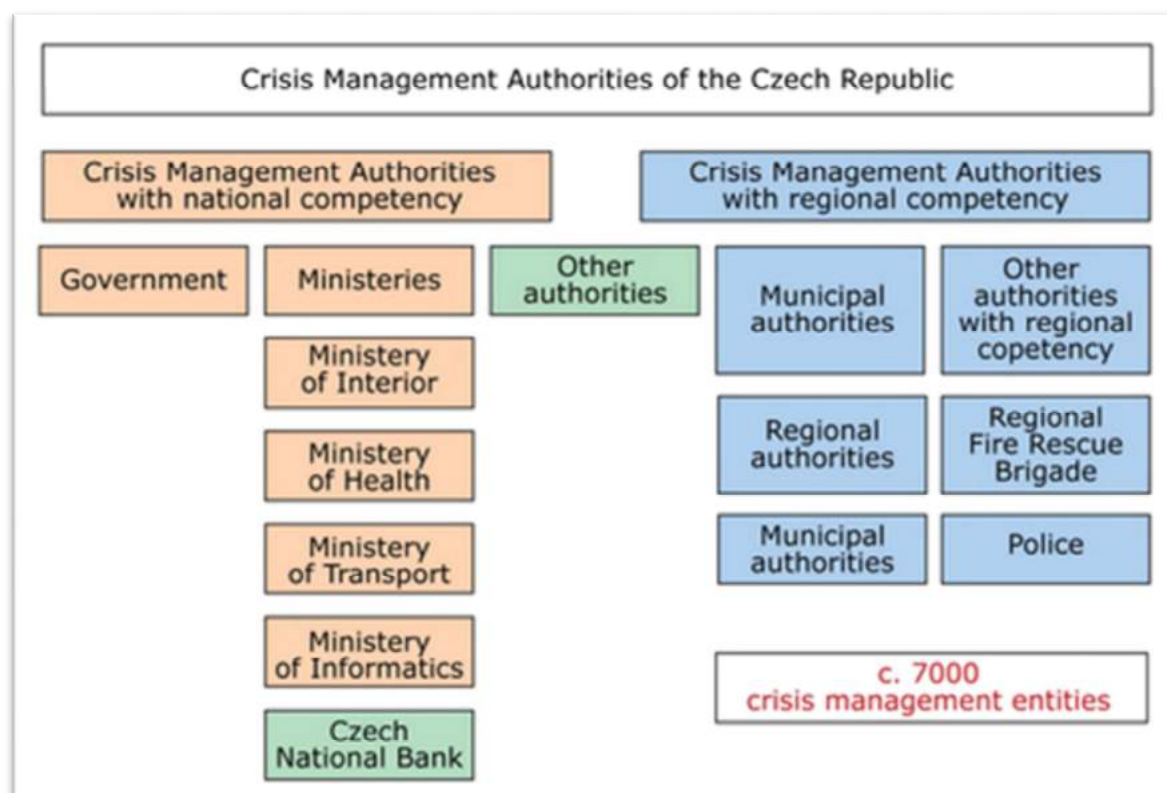 Crisis Management Authorities of the Czech Republic
Crisis Management Authorities
with national competency
Crisis Management Authorities
with regional competency
Government
Ministeries
Other
authorities
Municipal
authorities
Other
authorities
with regional
copetency
Ministery
of Interior
Regional
authorities
Regional
Fire Rescue
Brigade
Ministery
of Health
Ministery
of Transport
Municipal
authorities
Police
Ministery
of Informatics
c. 7000
crisis management entities
Czech
National Bank